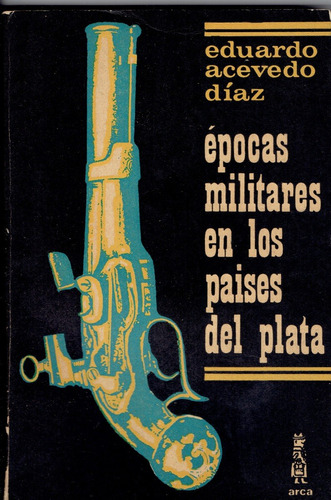 eduardo
acevedo
díaz
épocas
militares
en los
paises
del plata
arca